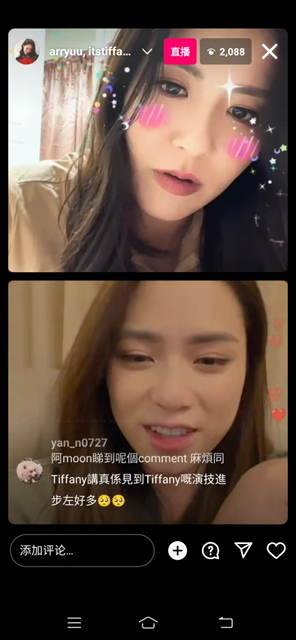 arryuu, itstiffa...
直播
2,088
yan_n0727
阿moon睇到呢個comment 麻煩同
Tiffany講真係見到Tiffany嘅演技進
步左好多🥺🥺
添加评论...